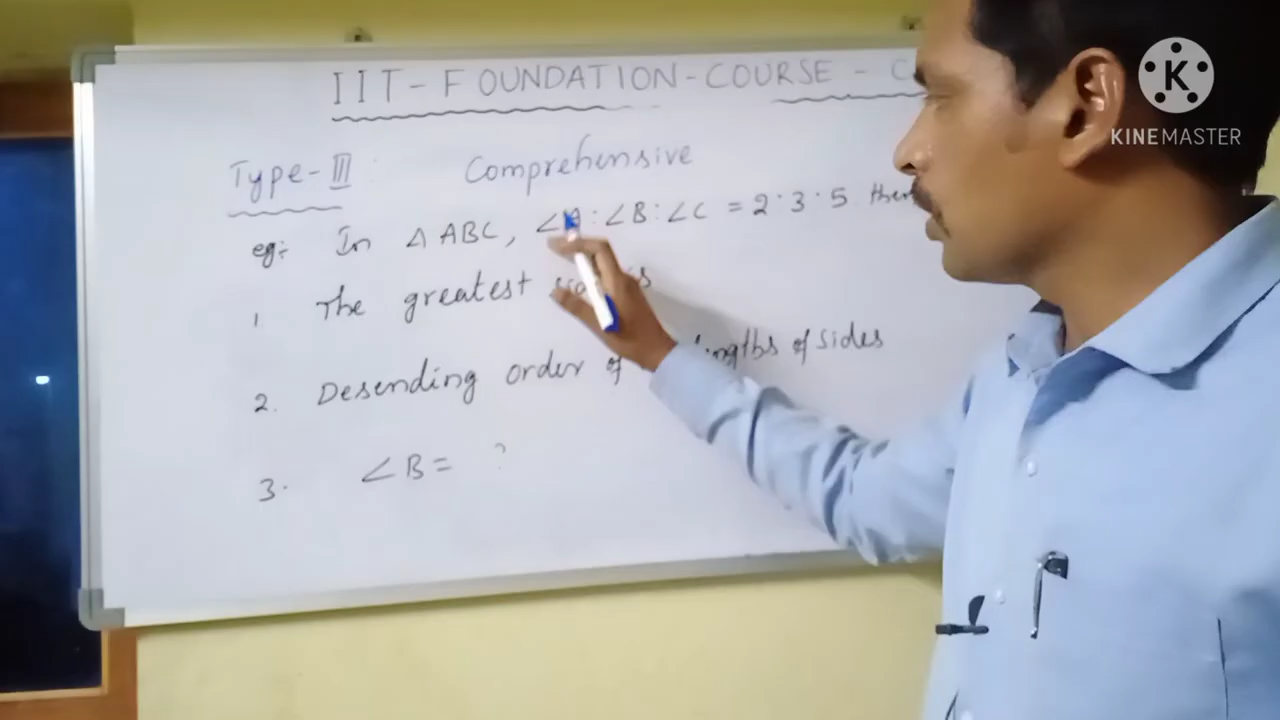 IIT-FOUNDATION-COURSE - C
K
KINEMASTER
Type-III : Comprehensive
eg:- In △ ABC, ∠A:∠B:∠C = 2:3:5 then
1. The greatest is
2. Desending order of lengths of sides
3. ∠B= ?